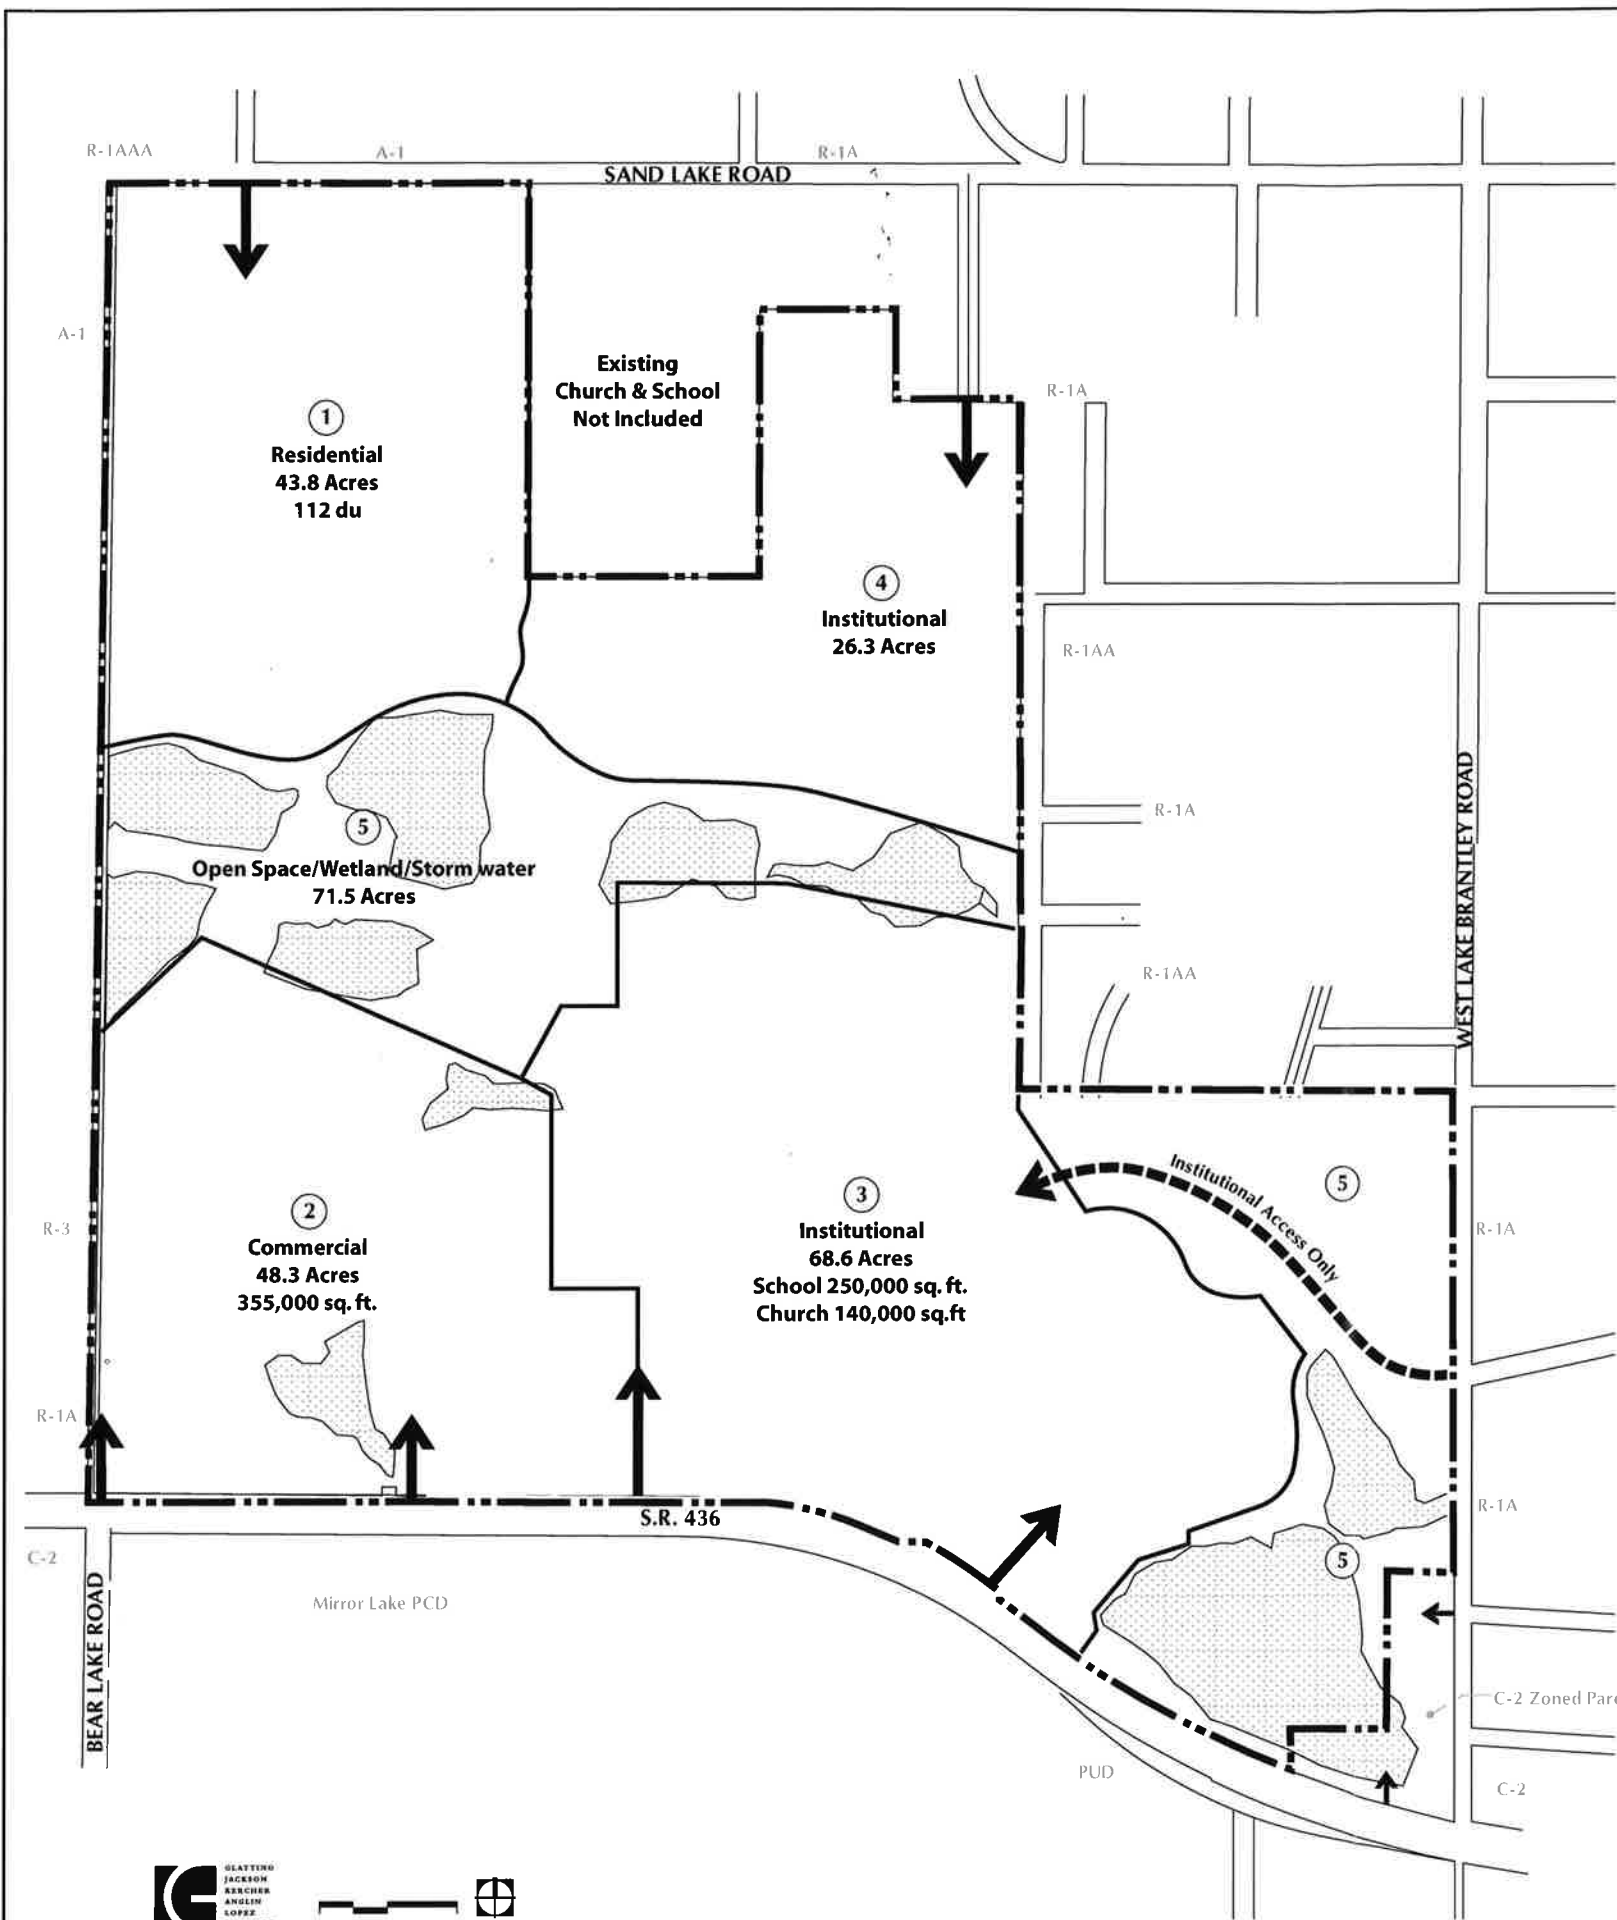 R-1AAA
A-1
R-1A
SAND LAKE ROAD
A-1
Existing
Church & School
Not Included
R-1A
1
Residential
43.8 Acres
112 du
4
Institutional
26.3 Acres
R-1AA
R-1A
5
Open Space/Wetland/Storm water
71.5 Acres
WEST LAKE BRANTLEY ROAD
R-1AA
2
Commercial
48.3 Acres
355,000 sq. ft.
3
Institutional
68.6 Acres
School 250,000 sq. ft.
Church 140,000 sq.ft
Institutional Access Only
5
R-3
R-1A
R-1A
R-1A
S.R. 436
C-2
BEAR LAKE ROAD
Mirror Lake PCD
5
C-2 Zoned Parc
PUD
C-2
GLATTING
JACKSON
KERCHER
ANGLIN
LOPEZ